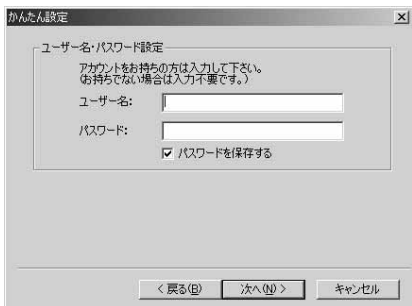 かんたん設定
ユーザー名・パスワード設定
アカウントをお持ちの方は入力して下さい。
(お持ちでない場合は入力不要です。)
ユーザー名:
パスワード:
パスワードを保存する
< 戻る(B)
次へ(N) >
キャンセル